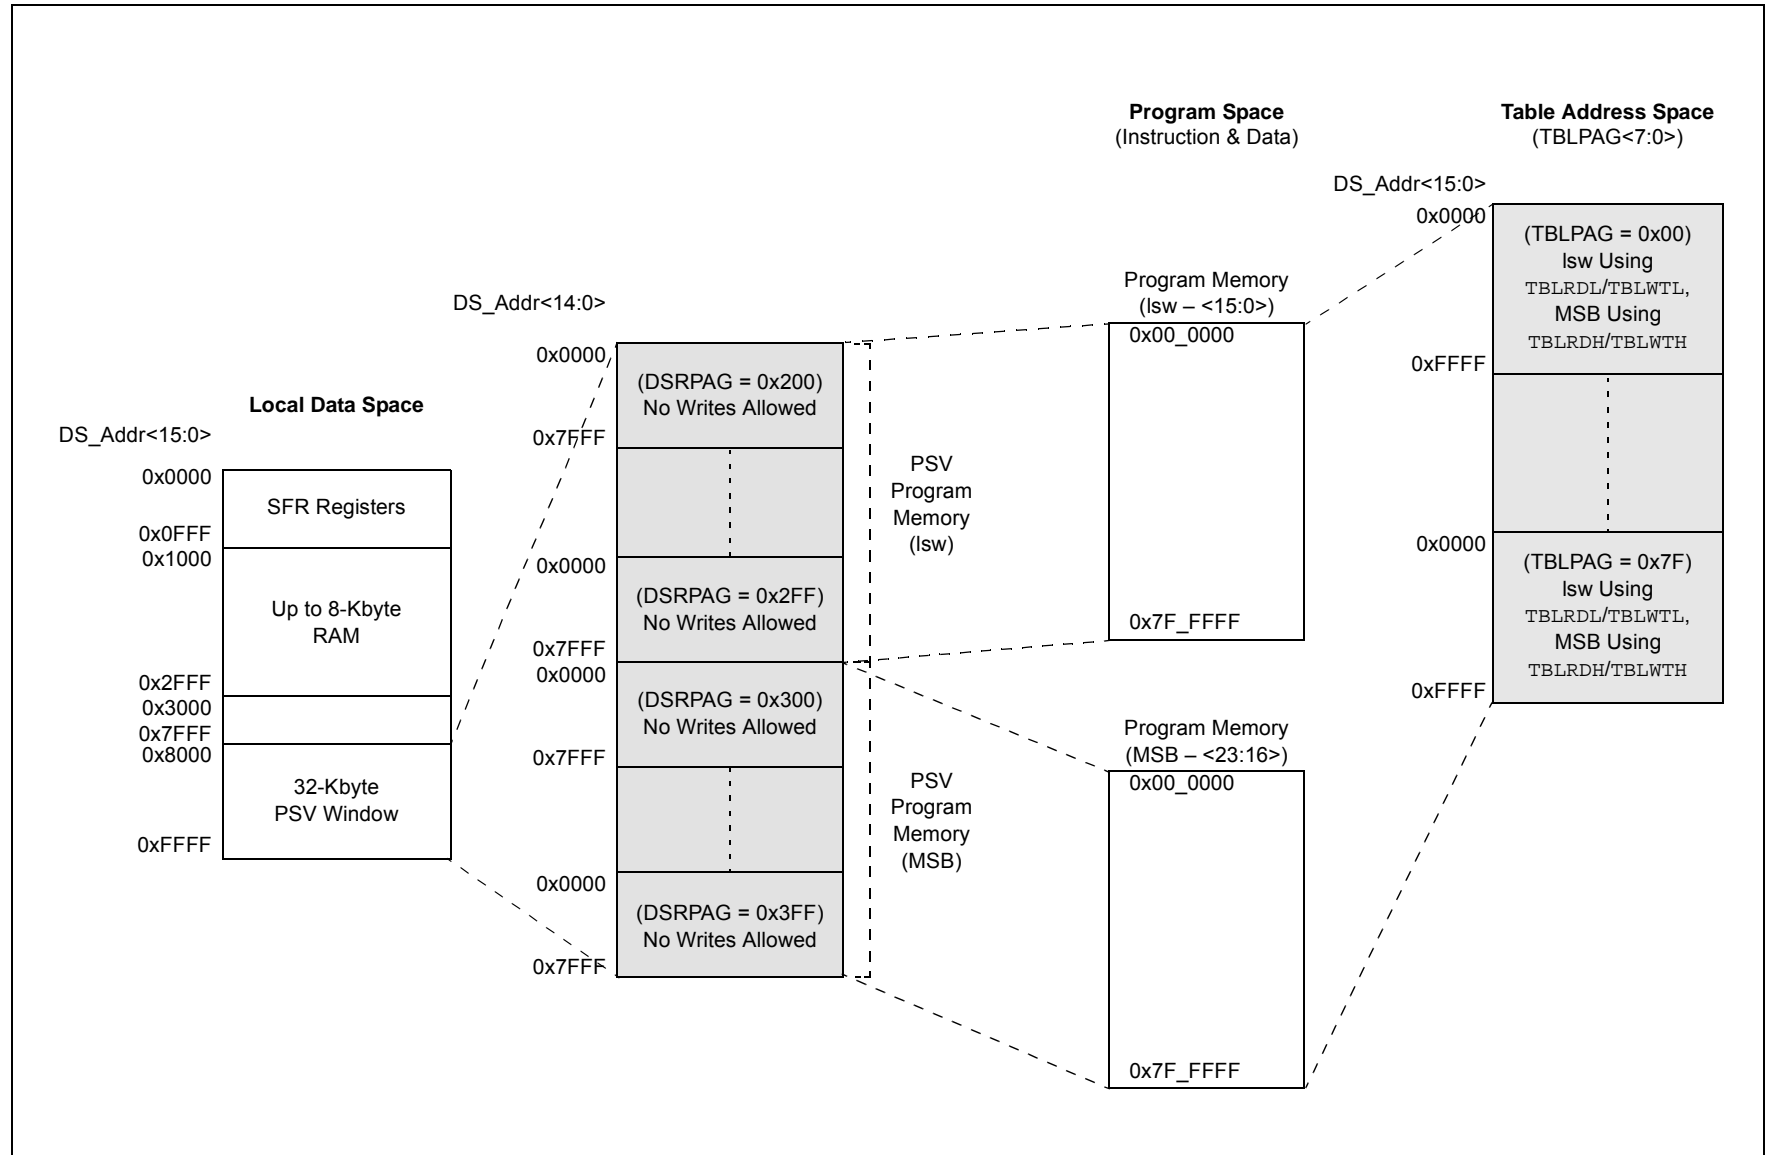 Local Data Space
DS_Addr<15:0>
0x0000
SFR Registers
0x0FFF
0x1000
Up to 8-Kbyte
RAM
0x2FFF
0x3000
0x7FFF
0x8000
32-Kbyte
PSV Window
0xFFFF
DS_Addr<14:0>
0x0000
(DSRPAG = 0x200)
No Writes Allowed
0x7FFF
0x0000
(DSRPAG = 0x2FF)
No Writes Allowed
0x7FFF
0x0000
(DSRPAG = 0x300)
No Writes Allowed
0x7FFF
0x0000
(DSRPAG = 0x3FF)
No Writes Allowed
0x7FFF
PSV
Program
Memory
(lsw)
PSV
Program
Memory
(MSB)
Program Space
(Instruction & Data)
Program Memory
(lsw – <15:0>)
0x00_0000
0x7F_FFFF
Program Memory
(MSB – <23:16>)
0x00_0000
0x7F_FFFF
Table Address Space
(TBLPAG<7:0>)
DS_Addr<15:0>
0x0000
(TBLPAG = 0x00)
lsw Using
TBLRDL/TBLWTL,
MSB Using
TBLRDH/TBLWTH
0xFFFF
0x0000
(TBLPAG = 0x7F)
lsw Using
TBLRDL/TBLWTL,
MSB Using
TBLRDH/TBLWTH
0xFFFF